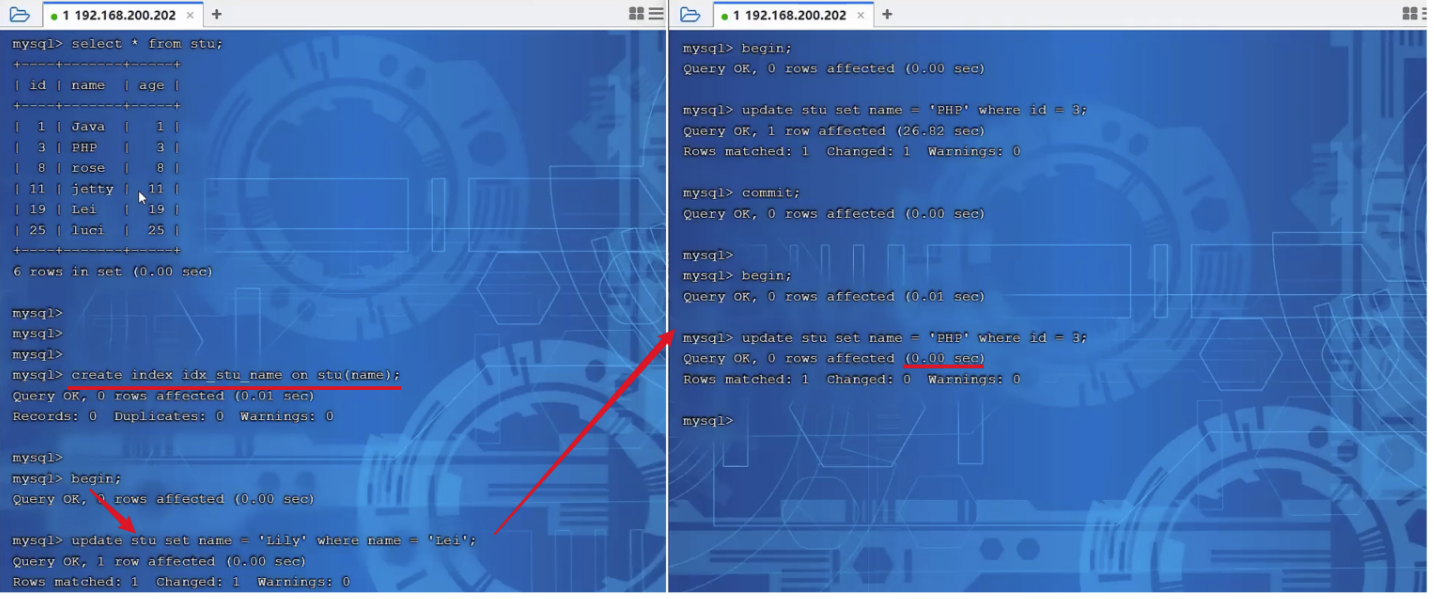 1 192.168.200.202 × +
mysql> select * from stu;
+----+-------+-----+
| id | name | age |
+----+-------+-----+
| 1 | Java | 1 |
| 3 | PHP | 3 |
| 8 | rose | 8 |
| 11 | jetty | 11 |
| 19 | Lei | 19 |
| 25 | luci | 25 |
+----+-------+-----+
6 rows in set (0.00 sec)
mysql>
mysql>
mysql>
mysql> create index idx_stu_name on stu(name);
Query OK, 0 rows affected (0.01 sec)
Records: 0 Duplicates: 0 Warnings: 0
mysql>
mysql> begin;
Query OK, 0 rows affected (0.00 sec)
mysql> update stu set name = 'Lily' where name = 'Lei';
Query OK, 1 row affected (0.00 sec)
Rows matched: 1 Changed: 1 Warnings: 0
1 192.168.200.202 × +
mysql> begin;
Query OK, 0 rows affected (0.00 sec)
mysql> update stu set name = 'PHP' where id = 3;
Query OK, 1 row affected (26.82 sec)
Rows matched: 1 Changed: 1 Warnings: 0
mysql> commit;
Query OK, 0 rows affected (0.00 sec)
mysql>
mysql> begin;
Query OK, 0 rows affected (0.01 sec)
mysql> update stu set name = 'PHP' where id = 3;
Query OK, 0 rows affected (0.00 sec)
Rows matched: 1 Changed: 0 Warnings: 0
mysql>